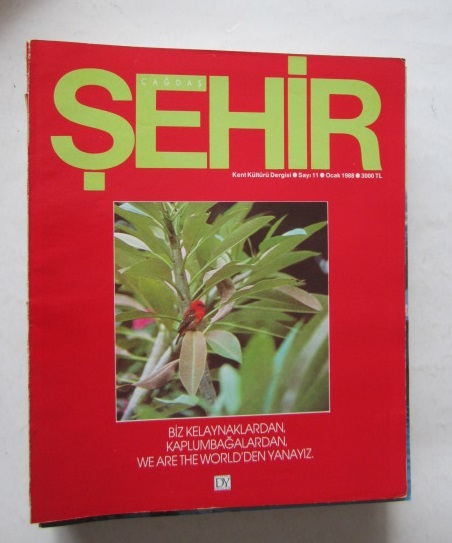 ÇAĞDAŞ
ŞEHİR
Kent Kültürü Dergisi ● Sayı 11 ● Ocak 1988 ● 3000 TL
BİZ KELAYNAKLARDAN,
KAPLUMBAĞALARDAN,
WE ARE THE WORLD'DEN YANAYIZ.
DY